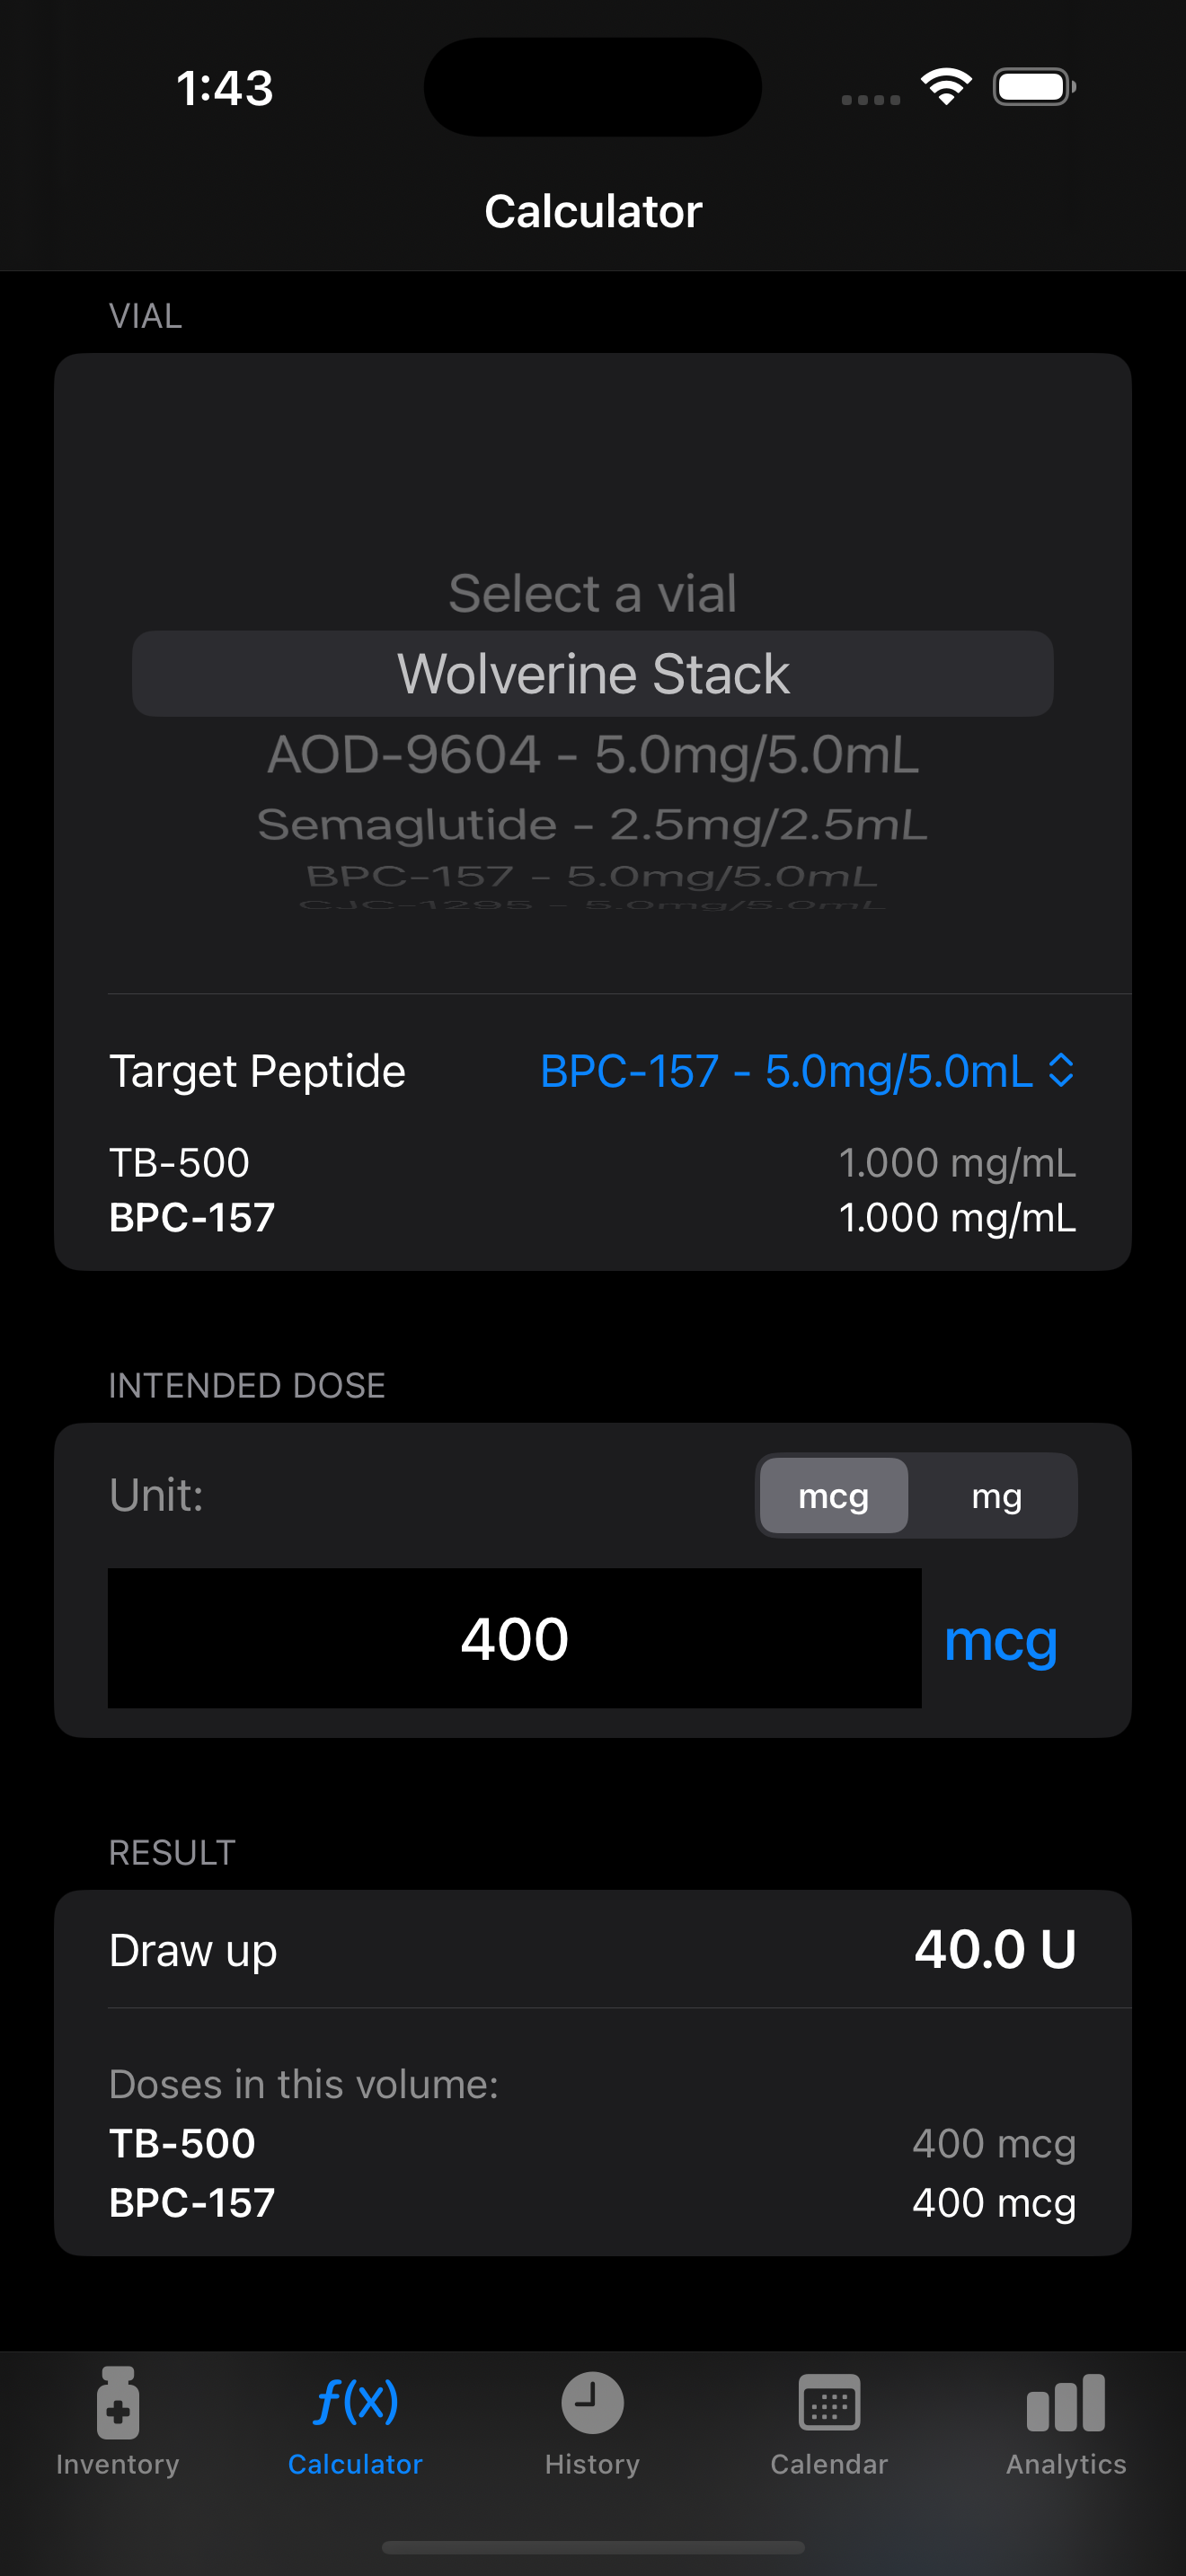 1:43
Calculator
VIAL
Select a vial
Wolverine Stack
AOD-9604 - 5.0mg/5.0mL
Semaglutide - 2.5mg/2.5mL
BPC-157 - 5.0mg/5.0mL
CJC-1295 - 5.0mg/5.0mL
Target Peptide BPC-157 - 5.0mg/5.0mL
TB-500 1.000 mg/mL
BPC-157 1.000 mg/mL
INTENDED DOSE
Unit: mcg mg
400 mcg
RESULT
Draw up 40.0 U
Doses in this volume:
TB-500 400 mcg
BPC-157 400 mcg
f(x)
Inventory Calculator History Calendar Analytics